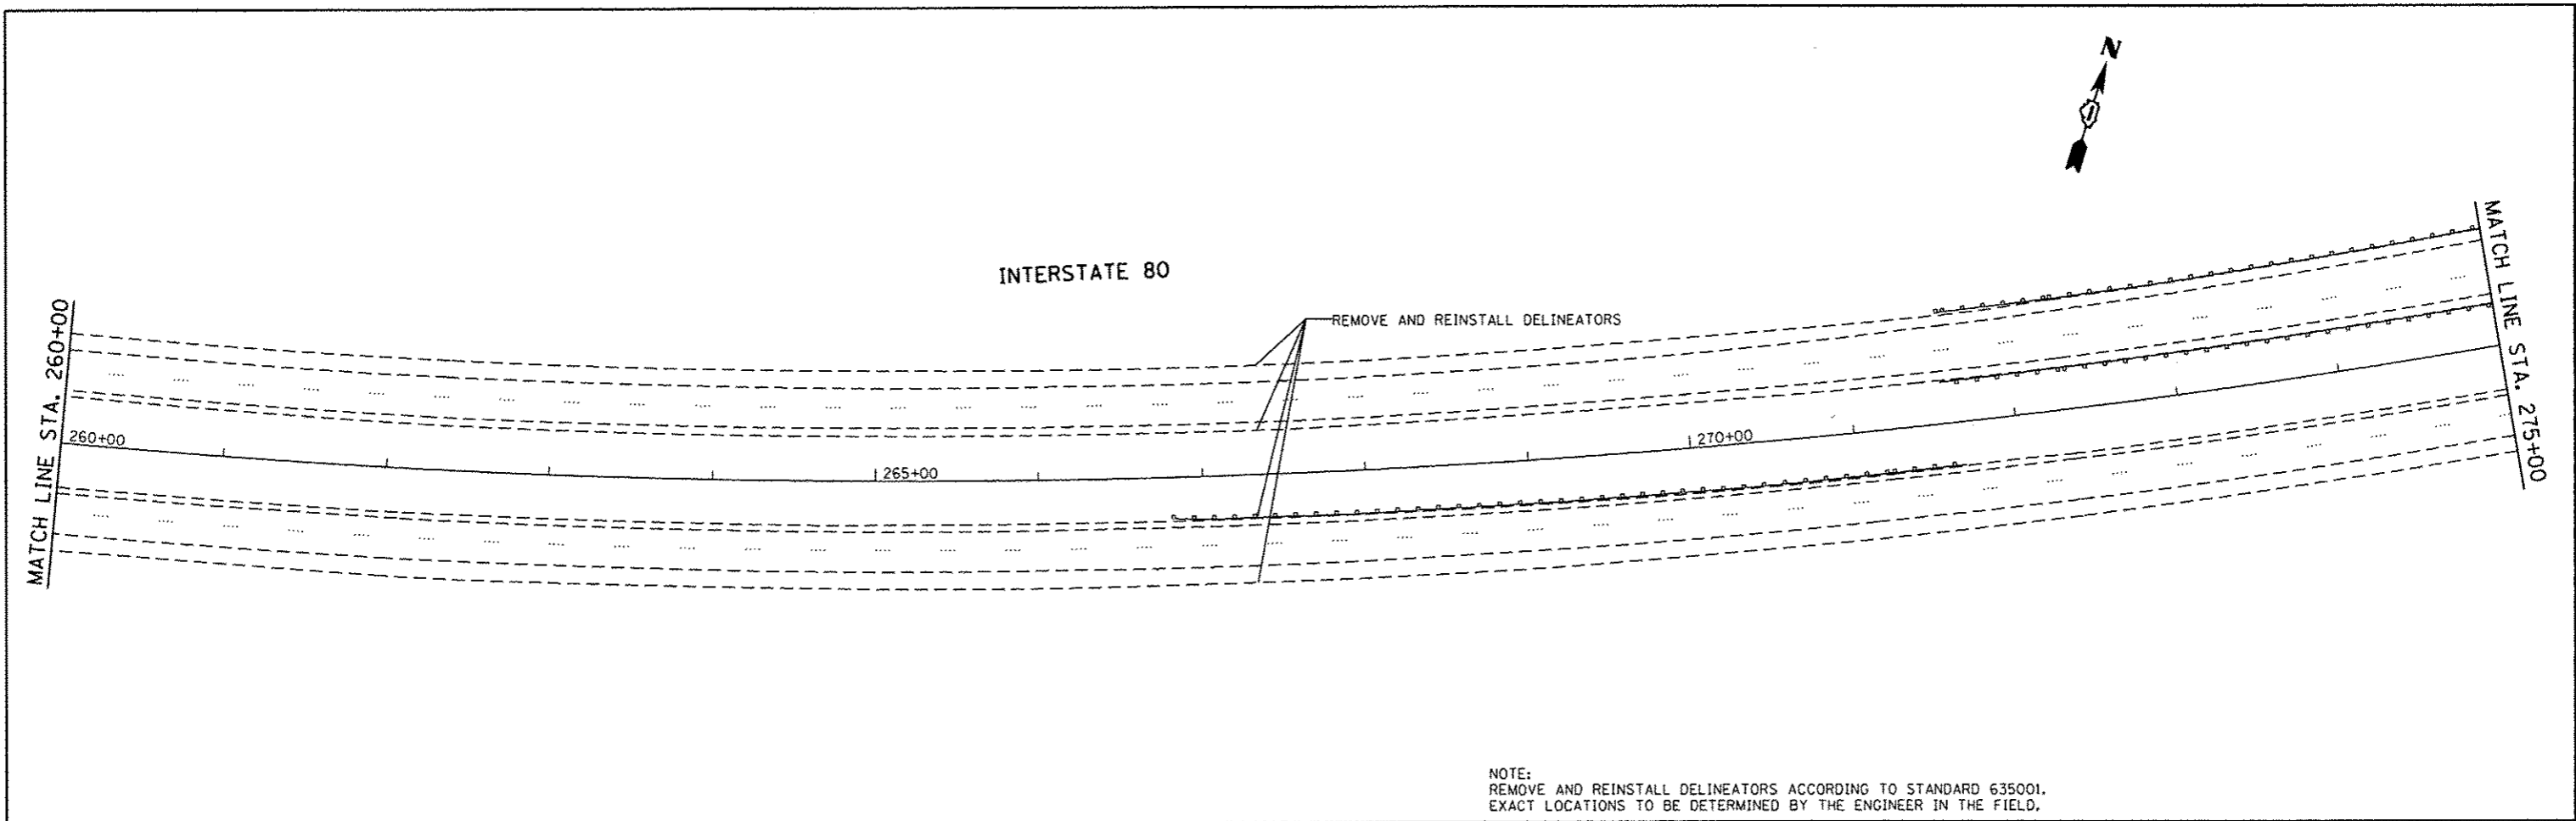 N
INTERSTATE 80
REMOVE AND REINSTALL DELINEATORS
MATCH LINE STA. 260+00
260+00
265+00
270+00
MATCH LINE STA. 275+00
NOTE:
REMOVE AND REINSTALL DELINEATORS ACCORDING TO STANDARD 635001.
EXACT LOCATIONS TO BE DETERMINED BY THE ENGINEER IN THE FIELD.